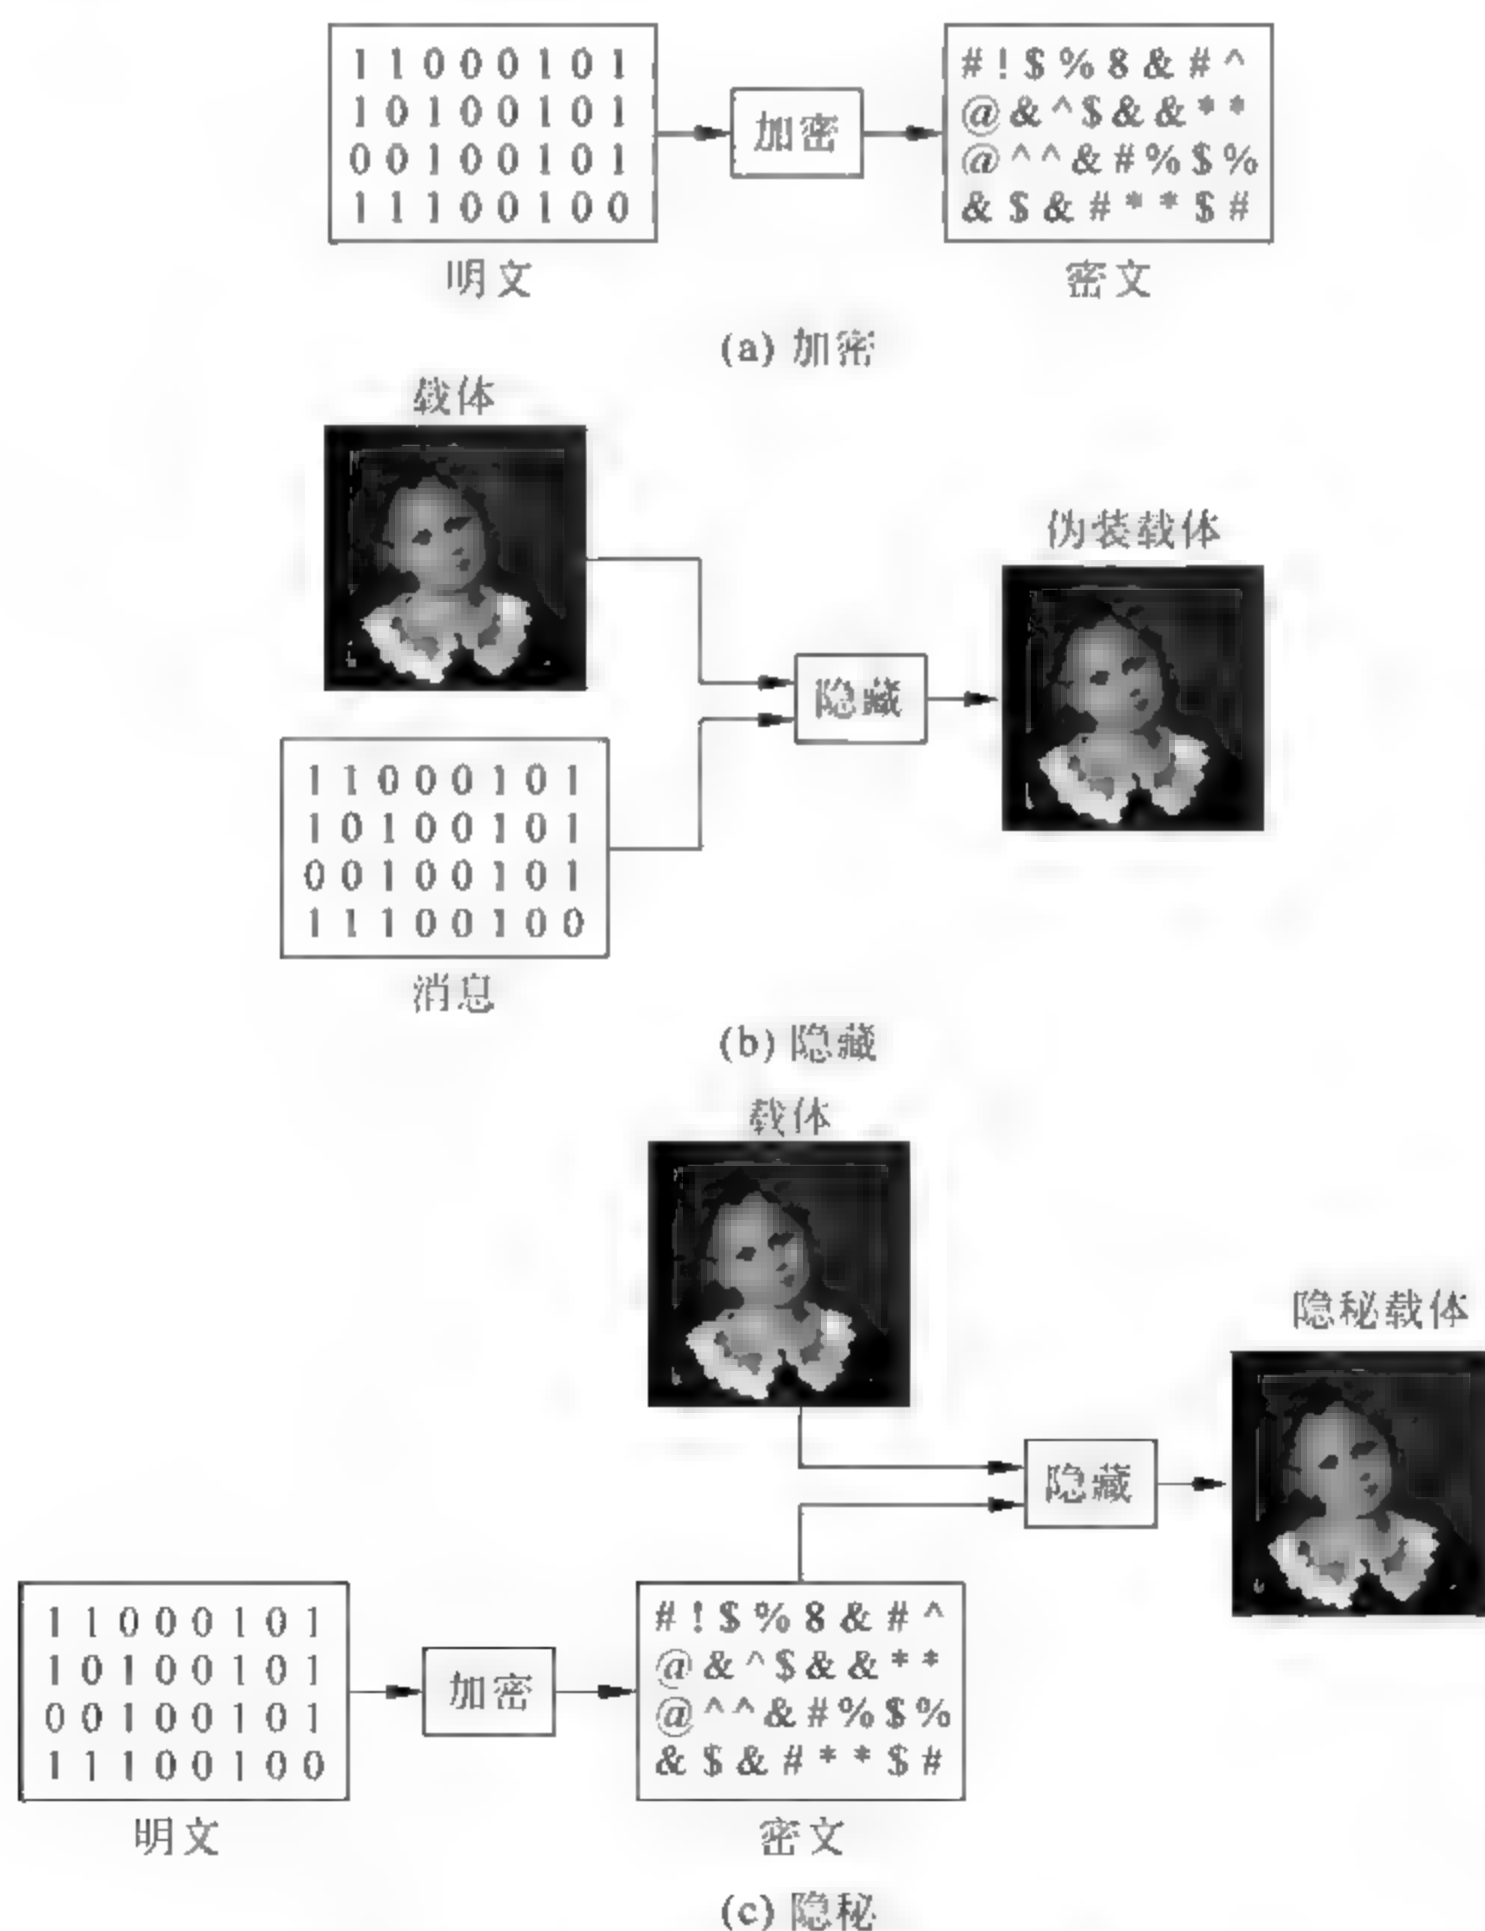 1 1 0 0 0 1 0 1
1 0 1 0 0 1 0 1
0 0 1 0 0 1 0 1
1 1 1 0 0 1 0 0
明文
加密
# ! $ % 8 & # ^
@ & ^ $ & & * *
@ ^ ^ & # % $ %
& $ & # * * $ #
密文
(a) 加密
载体
伪装载体
隐藏
1 1 0 0 0 1 0 1
1 0 1 0 0 1 0 1
0 0 1 0 0 1 0 1
1 1 1 0 0 1 0 0
消息
(b) 隐藏
载体
隐秘载体
隐藏
1 1 0 0 0 1 0 1
1 0 1 0 0 1 0 1
0 0 1 0 0 1 0 1
1 1 1 0 0 1 0 0
明文
加密
# ! $ % 8 & # ^
@ & ^ $ & & * *
@ ^ ^ & # % $ %
& $ & # * * $ #
密文
(c) 隐秘